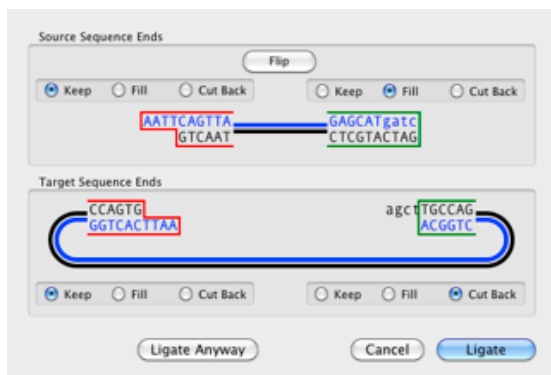 Source Sequence Ends
Flip
Keep Fill Cut Back Keep Fill Cut Back
AATTCAGTTA GAGCATgatc
GTCAAT CTCGTACTAG
Target Sequence Ends
CCAGTG agctTGCCAG
GGTCACTTAA ACGGTC
Keep Fill Cut Back Keep Fill Cut Back
Ligate Anyway Cancel Ligate